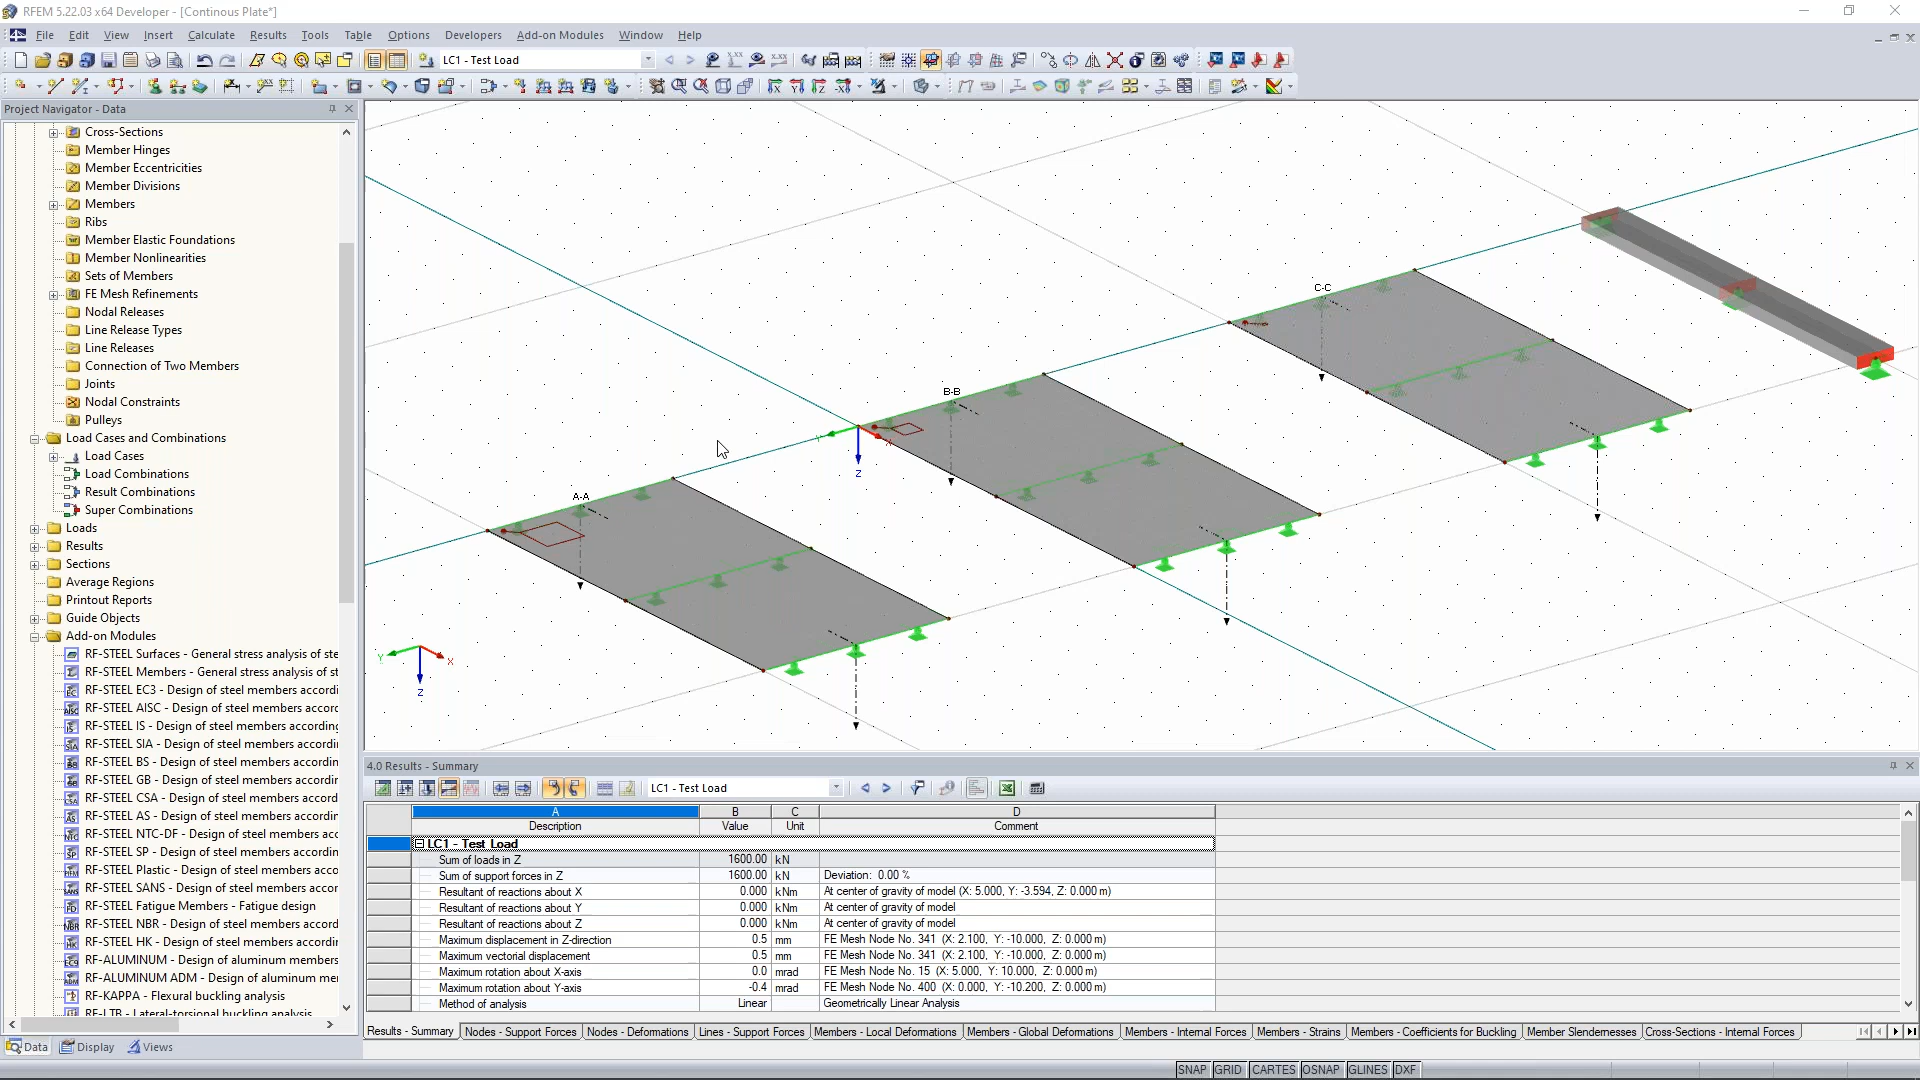 RFEM 5.22.03 x64 Developer - [Continous Plate*]
File Edit View Insert Calculate Results Tools Table Options Developers Add-on Modules Window Help
LC1 - Test Load
Project Navigator - Data
Cross-Sections
Member Hinges
Member Eccentricities
Member Divisions
Members
Ribs
Member Elastic Foundations
Member Nonlinearities
Sets of Members
FE Mesh Refinements
Nodal Releases
Line Release Types
Line Releases
Connection of Two Members
Joints
Nodal Constraints
Pulleys
Load Cases and Combinations
Load Cases
Load Combinations
Result Combinations
Super Combinations
Loads
Results
Sections
Average Regions
Printout Reports
Guide Objects
Add-on Modules
RF-STEEL Surfaces - General stress analysis of ste
RF-STEEL Members - General stress analysis of st
RF-STEEL EC3 - Design of steel members accordi
RF-STEEL AISC - Design of steel members accor
RF-STEEL IS - Design of steel members according
RF-STEEL SIA - Design of steel members accordi
RF-STEEL BS - Design of steel members accordin
RF-STEEL GB - Design of steel members accordin
RF-STEEL CSA - Design of steel members accord
RF-STEEL AS - Design of steel members accordin
RF-STEEL NTC-DF - Design of steel members acc
RF-STEEL SP - Design of steel members accordin
RF-STEEL Plastic - Design of steel members acco
RF-STEEL SANS - Design of steel members acco
RF-STEEL Fatigue Members - Fatigue design
RF-STEEL NBR - Design of steel members accord
RF-STEEL HK - Design of steel members accordin
RF-ALUMINUM - Design of aluminum members
RF-ALUMINUM ADM - Design of aluminum me
RF-KAPPA - Flexural buckling analysis
RF-LTB - Lateral-torsional buckling analysis
Data Display Views
C-C
B-B
A-A
Y X
Z
Y X
Z
4.0 Results - Summary
LC1 - Test Load
A B C D
Description Value Unit Comment
LC1 - Test Load
Sum of loads in Z 1600.00 kN
Sum of support forces in Z 1600.00 kN Deviation: 0.00 %
Resultant of reactions about X 0.000 kNm At center of gravity of model (X: 5.000, Y: -3.594, Z: 0.000 m)
Resultant of reactions about Y 0.000 kNm At center of gravity of model
Resultant of reactions about Z 0.000 kNm At center of gravity of model
Maximum displacement in Z-direction 0.5 mm FE Mesh Node No. 341 (X: 2.100, Y: -10.000, Z: 0.000 m)
Maximum vectorial displacement 0.5 mm FE Mesh Node No. 341 (X: 2.100, Y: -10.000, Z: 0.000 m)
Maximum rotation about X-axis 0.0 mrad FE Mesh Node No. 15 (X: 5.000, Y: 10.000, Z: 0.000 m)
Maximum rotation about Y-axis -0.4 mrad FE Mesh Node No. 400 (X: 0.000, Y: -10.200, Z: 0.000 m)
Method of analysis Linear Geometrically Linear Analysis
Results - Summary Nodes - Support Forces Nodes - Deformations Lines - Support Forces Members - Local Deformations Members - Global Deformations Members - Internal Forces Members - Strains Members - Coefficients for Buckling Member Slendernesses Cross-Sections - Internal Forces
SNAP GRID CARTES OSNAP GLINES DXF